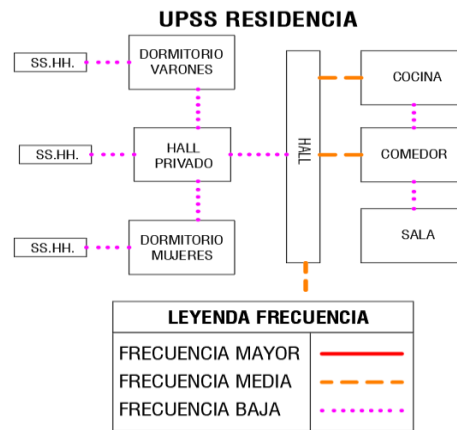 UPSS RESIDENCIA
SS.HH.
DORMITORIO
VARONES
COCINA
SS.HH.
HALL
PRIVADO
HALL
COMEDOR
SS.HH.
DORMITORIO
MUJERES
SALA
LEYENDA FRECUENCIA
FRECUENCIA MAYOR
FRECUENCIA MEDIA
FRECUENCIA BAJA